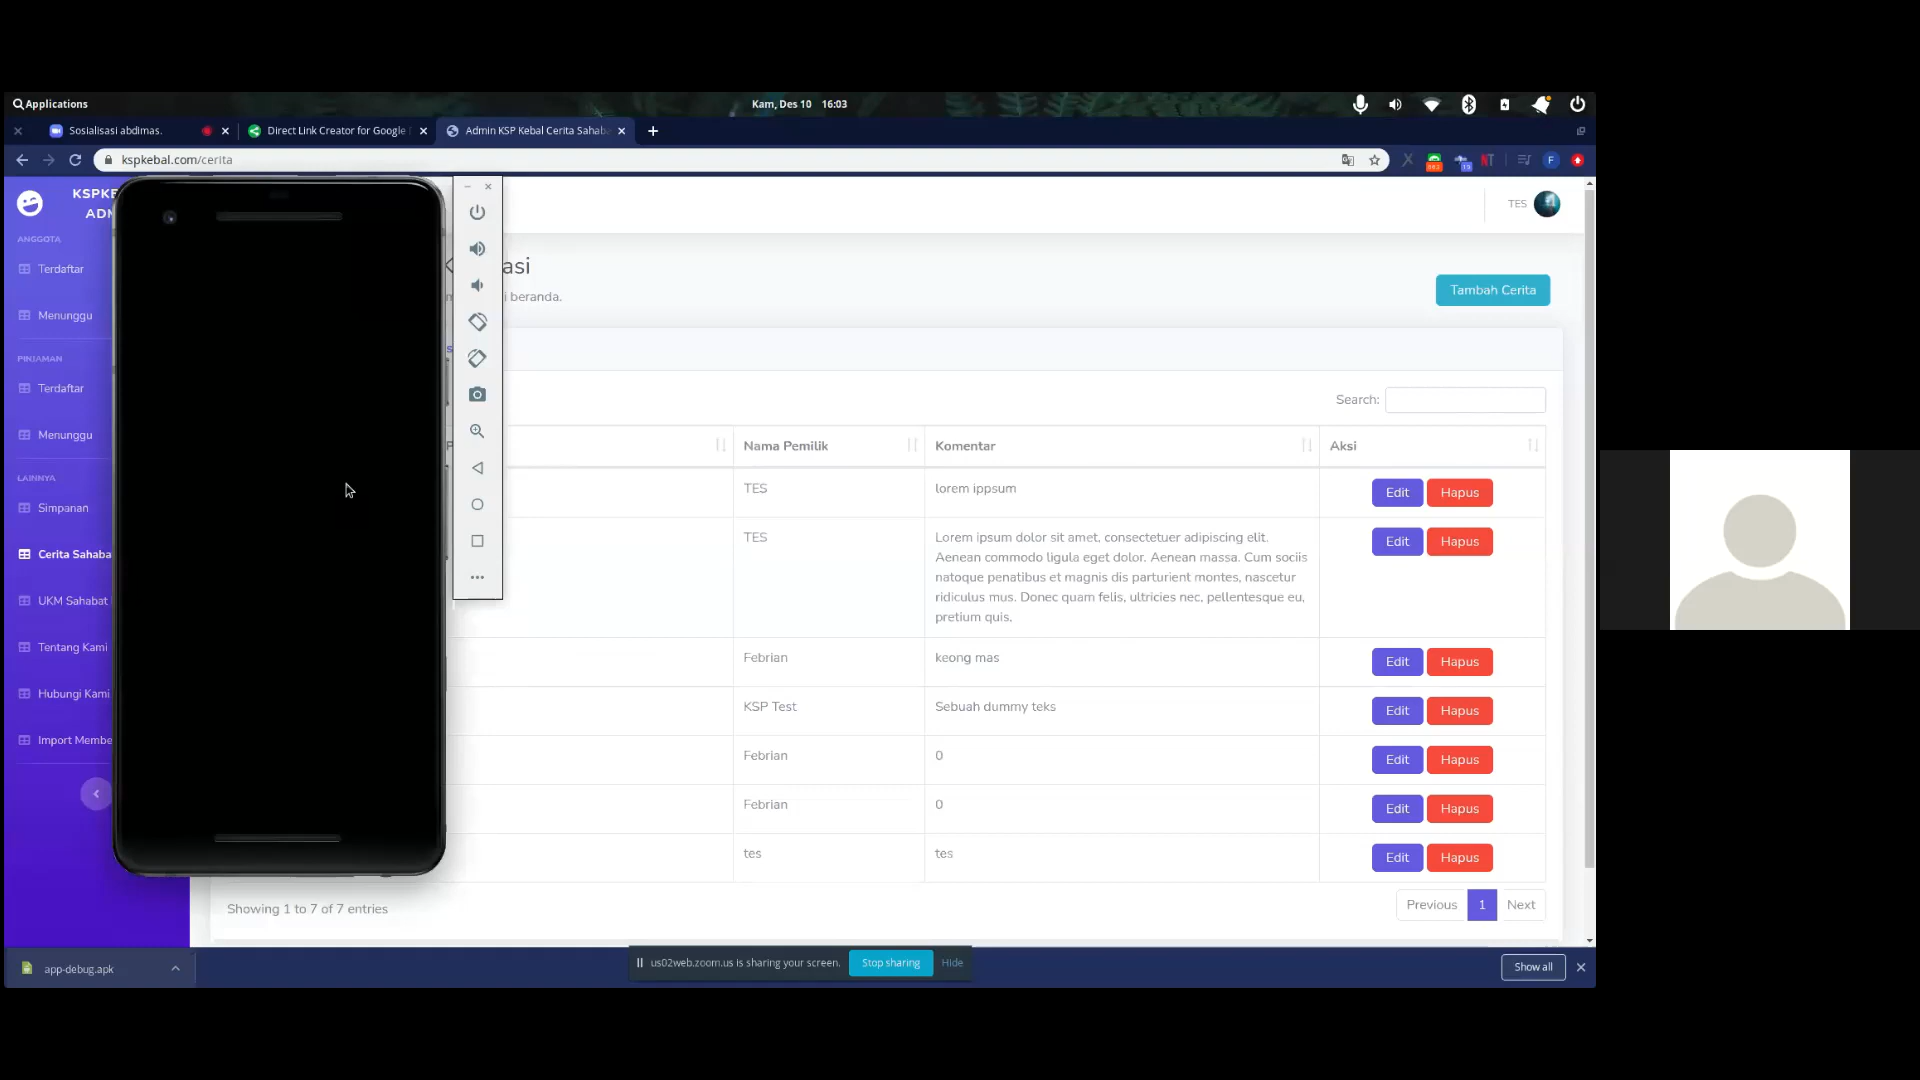 Applications
Kam, Des 10 16:03
Sosialisasi abdimas.
Direct Link Creator for Google
Admin KSP Kebal Cerita Sahaba
kspkebal.com/cerita
F
TES
ANGGOTA
Terdaftar
Menunggu
PINJAMAN
Terdaftar
Menunggu
LAINNYA
Simpanan
Cerita Sahaba
UKM Sahabat
Tentang Kami
Hubungi Kami
Import Membe
asi
i beranda.
Tambah Cerita
Search:
Nama Pemilik
Komentar
Aksi
TES
lorem ippsum
Edit
Hapus
TES
Lorem ipsum dolor sit amet, consectetuer adipiscing elit.
Aenean commodo ligula eget dolor. Aenean massa. Cum sociis
natoque penatibus et magnis dis parturient montes, nascetur
ridiculus mus. Donec quam felis, ultricies nec, pellentesque eu,
pretium quis,
Edit
Hapus
Febrian
keong mas
Edit
Hapus
KSP Test
Sebuah dummy teks
Edit
Hapus
Febrian
0
Edit
Hapus
Febrian
0
Edit
Hapus
tes
tes
Edit
Hapus
Showing 1 to 7 of 7 entries
Previous
1
Next
app-debug.apk
us02web.zoom.us is sharing your screen.
Stop sharing
Hide
Show all